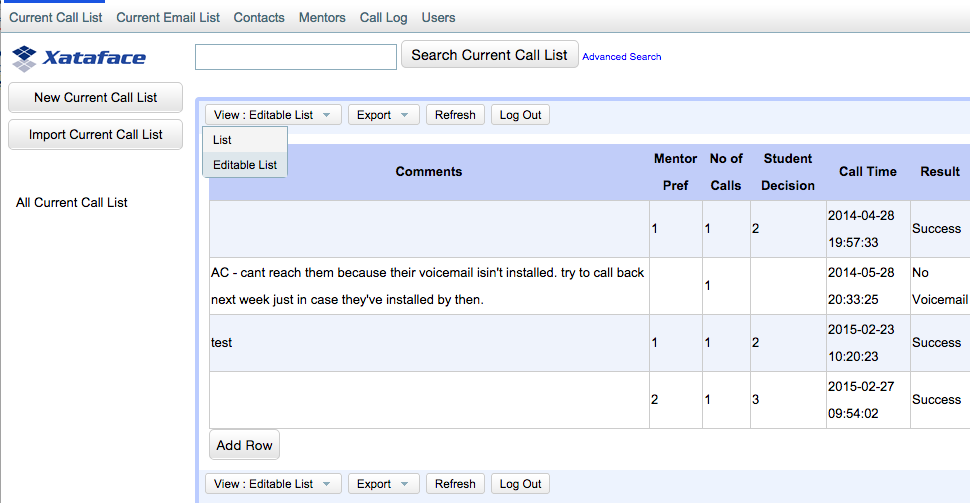 Current Call List Current Email List Contacts Mentors Call Log Users
Xataface
Search Current Call List Advanced Search
New Current Call List
Import Current Call List
All Current Call List
View : Editable List Export Refresh Log Out
List
Editable List
Comments Mentor Pref No of Calls Student Decision Call Time Result
1 1 2 2014-04-28 19:57:33 Success
AC - cant reach them because their voicemail isin't installed. try to call back
next week just in case they've installed by then.
1 2014-05-28 20:33:25 No Voicemail
test 1 1 2 2015-02-23 10:20:23 Success
2 1 3 2015-02-27 09:54:02 Success
Add Row
View : Editable List Export Refresh Log Out